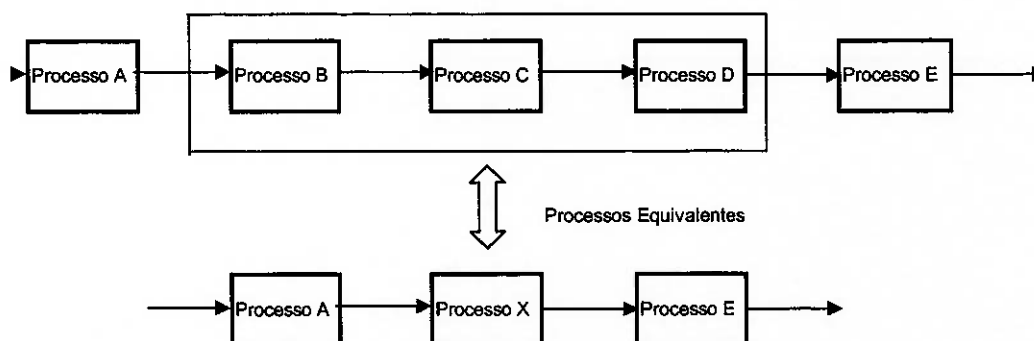 Processo A
Processo B
Processo C
Processo D
Processo E
Processos Equivalentes
Processo A
Processo X
Processo E